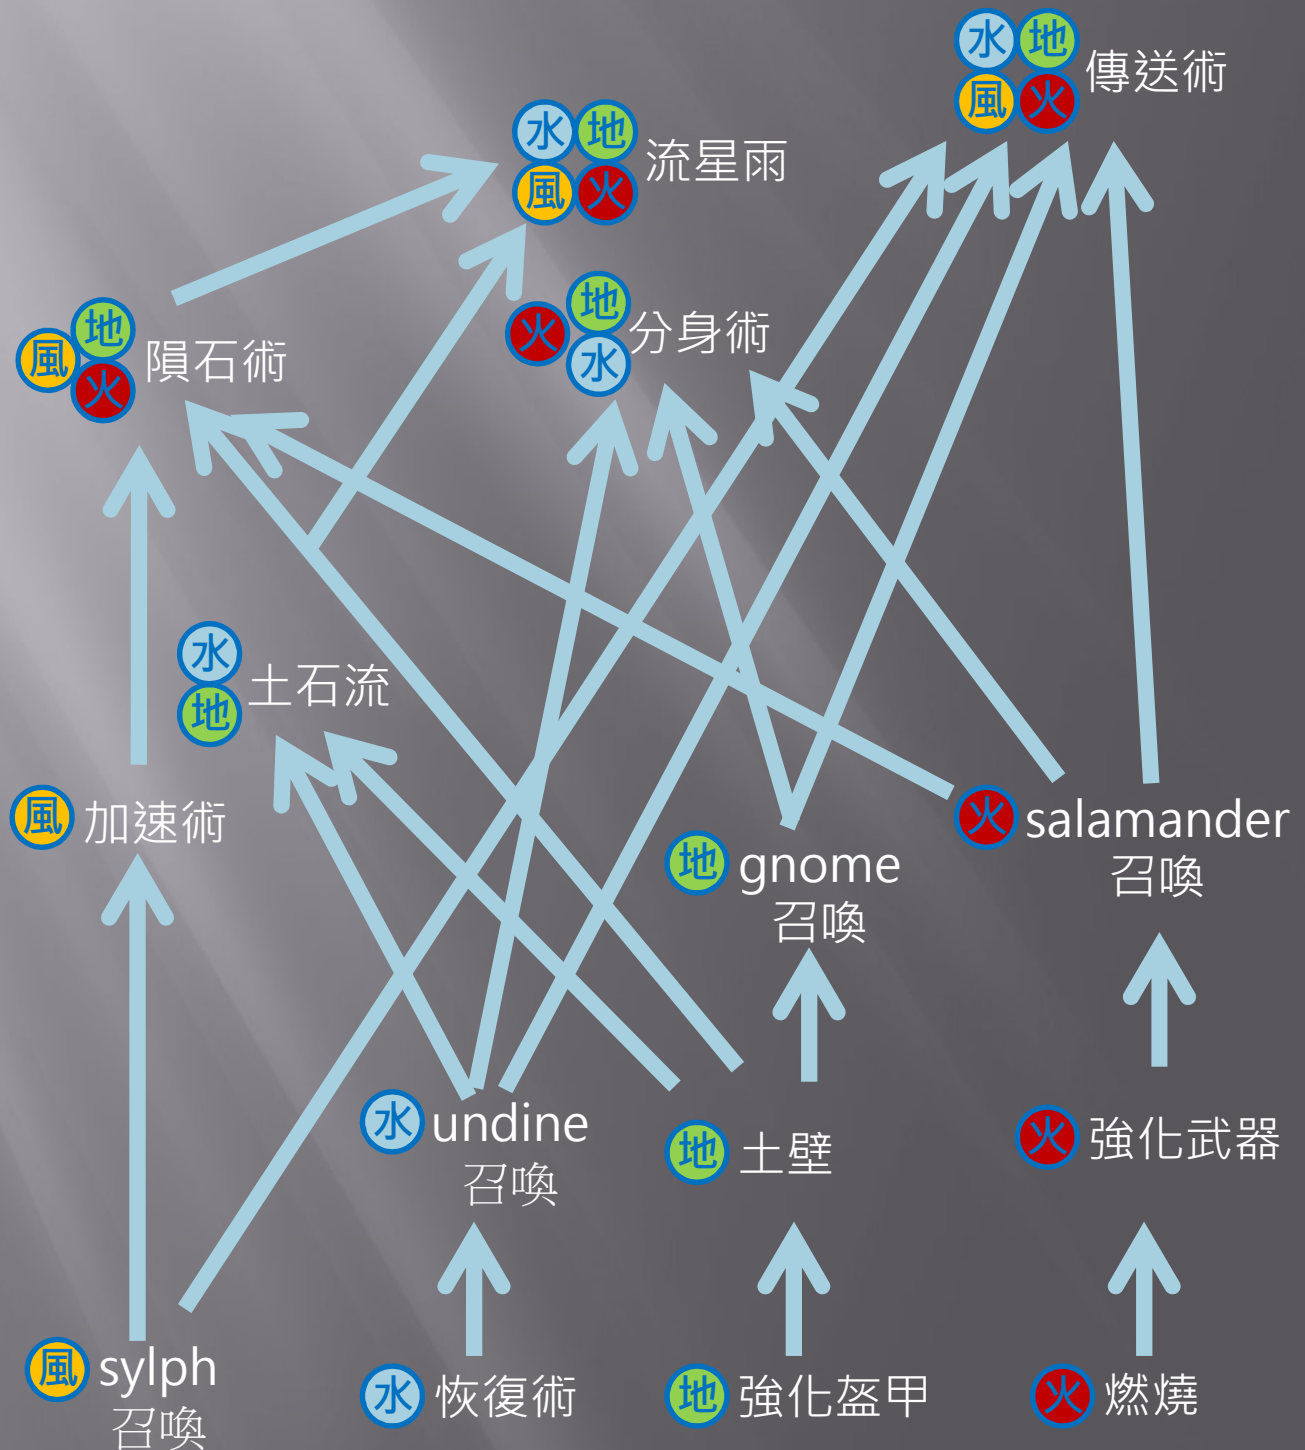 水 地
風 火 傳送術
水 地
風 火 流星雨
地
火 分身術
水
地
風 隕石術
火
水
地 土石流
風 加速術
火 salamander
召喚
地 gnome
召喚
水 undine
召喚
地 土壁
火 強化武器
風 sylph
召喚
水 恢復術
地 強化盔甲
火 燃燒